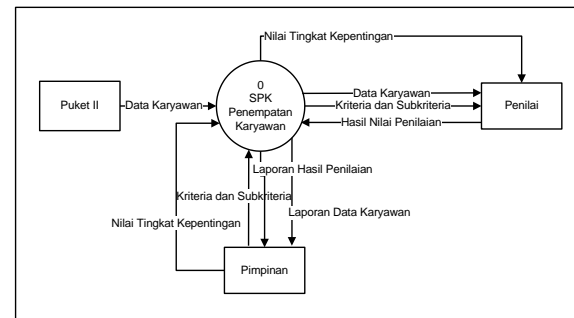 Nilai Tingkat Kepentingan
0
SPK
Penempatan
Karyawan
Puket II
Data Karyawan
Data Karyawan
Kriteria dan Subkriteria
Hasil Nilai Penilaian
Penilai
Laporan Hasil Penilaian
Kriteria dan Subkriteria
Laporan Data Karyawan
Nilai Tingkat Kepentingan
Pimpinan